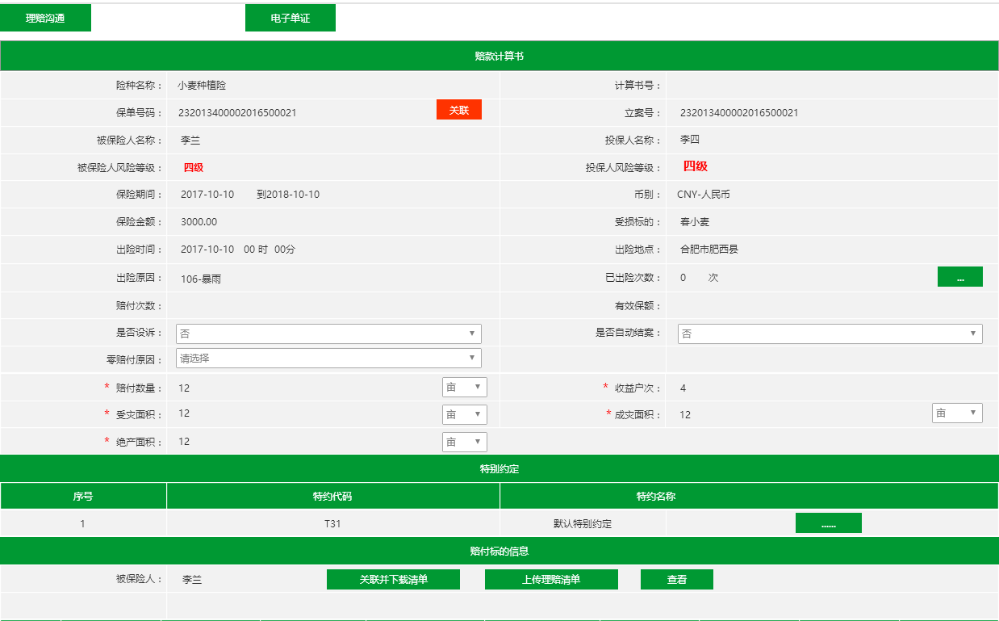 理赔沟通 电子单证
赔款计算书
险种名称： 小麦种植险 计算书号：
保单号码： 232013400002016500021 关联 立案号： 232013400002016500021
被保险人名称： 李兰 投保人名称： 李四
被保险人风险等级： 四级 投保人风险等级： 四级
保险期间： 2017-10-10 到2018-10-10 币别： CNY-人民币
保险金额： 3000.00 受损标的： 春小麦
出险时间： 2017-10-10 00 时 00分 出险地点： 合肥市肥西县
出险原因： 106-暴雨 已出险次数： 0 次 ...
赔付次数： 有效保额：
是否设诉： 否 是否自动结案： 否
零赔付原因： 请选择
* 赔付数量： 12 亩 * 收益户次： 4
* 受灾面积： 12 亩 * 成灾面积： 12 亩
* 绝产面积： 12 亩
特别约定
序号 特约代码 特约名称
1 T31 默认特别约定 ......
赔付标的信息
被保险人： 李兰 关联并下载清单 上传理赔清单 查看